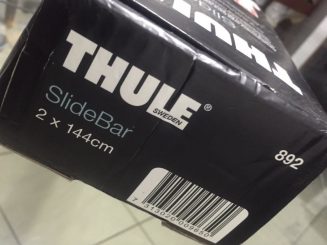 THULE®
SWEDEN
SlideBar
2 x 144cm
892